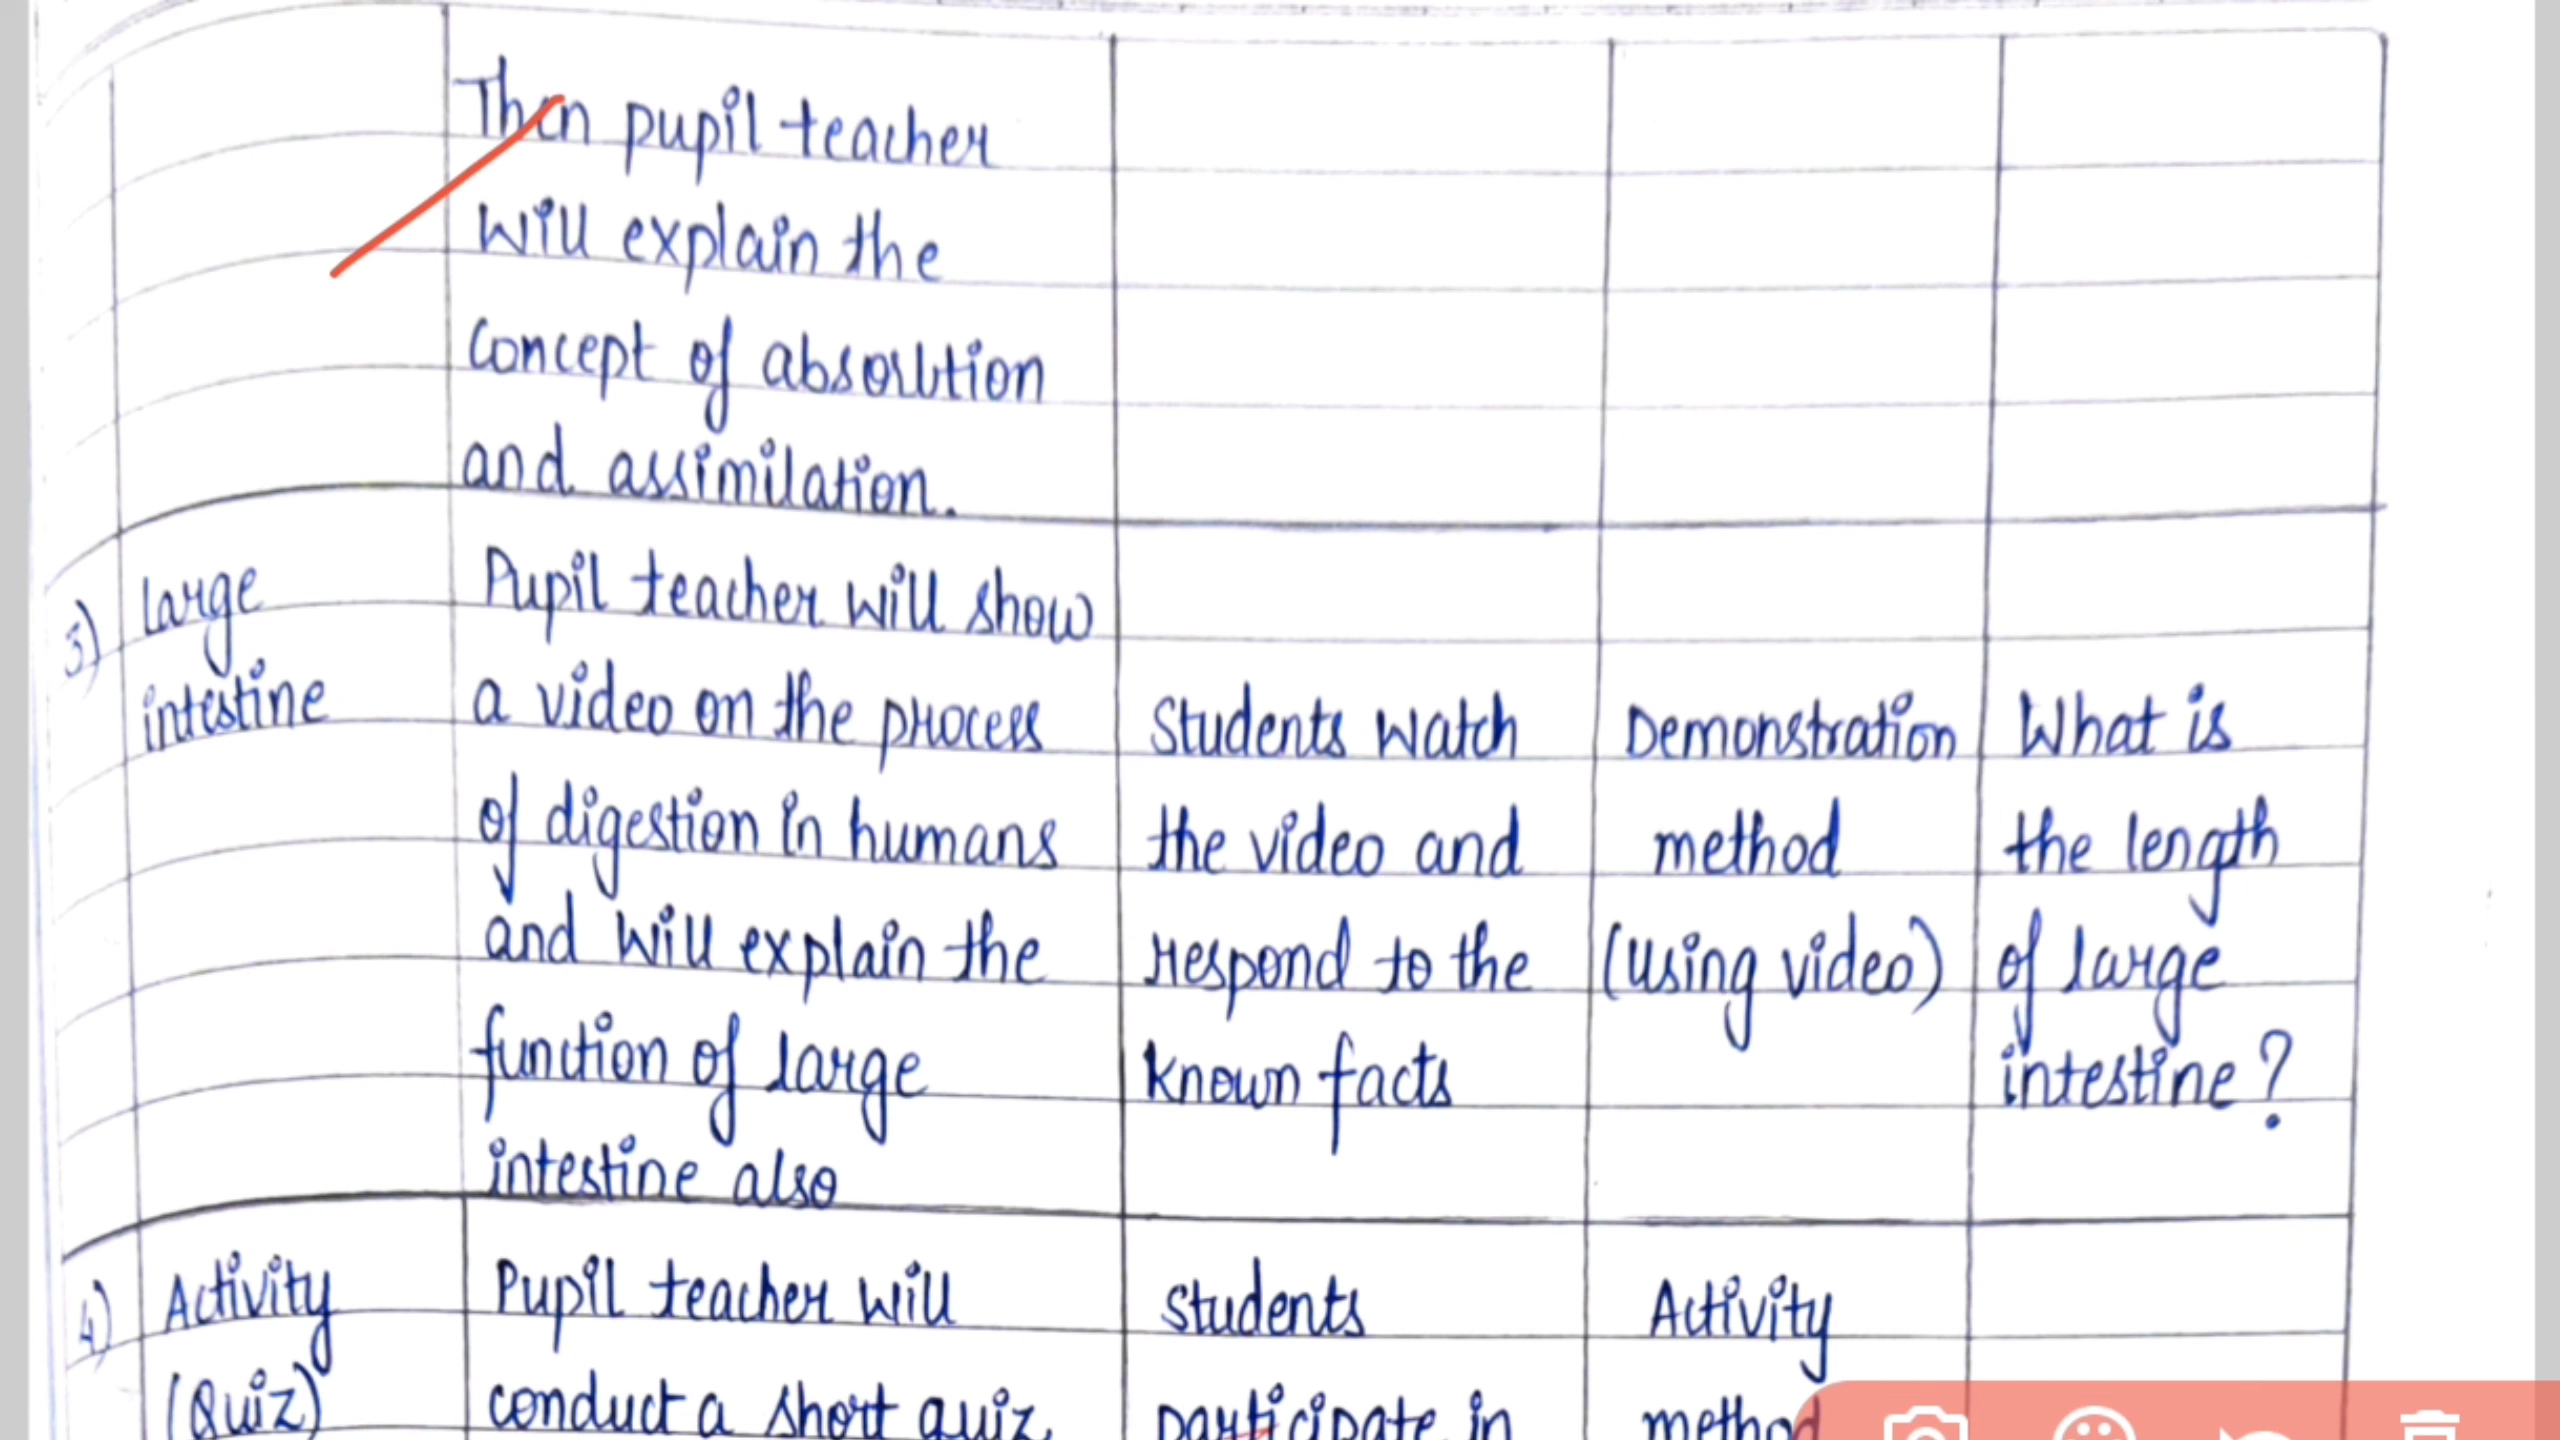 Then pupil teacher
will explain the
concept of absorbtion
and assimilation.
3) large
intestine
Pupil teacher will show
a video on the process
of digestion in humans
and will explain the
function of large
intestine also
Students watch
the video and
respond to the
known facts
Demonstration
method
(using video)
What is
the length
of large
intestine?
4) Activity
(Quiz)
Pupil teacher will
conduct a short quiz
students
participate in
Activity
method